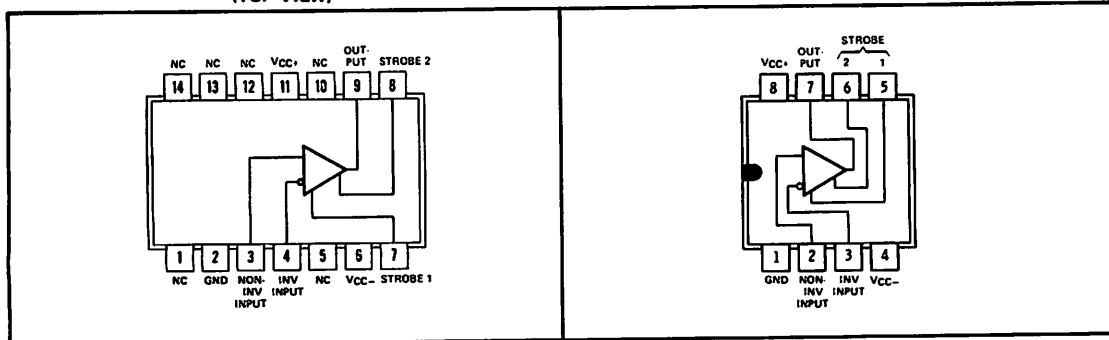 (TOP VIEW)
NC NC NC VCC+ NC OUT-PUT STROBE 2
14 13 12 11 10 9 8
1 2 3 4 5 6 7
NC GND NON-INV INPUT INV INPUT NC VCC- STROBE 1
STROBE
VCC+ OUT-PUT 2 1
8 7 6 5
1 2 3 4
GND NON-INV INPUT INV INPUT VCC-